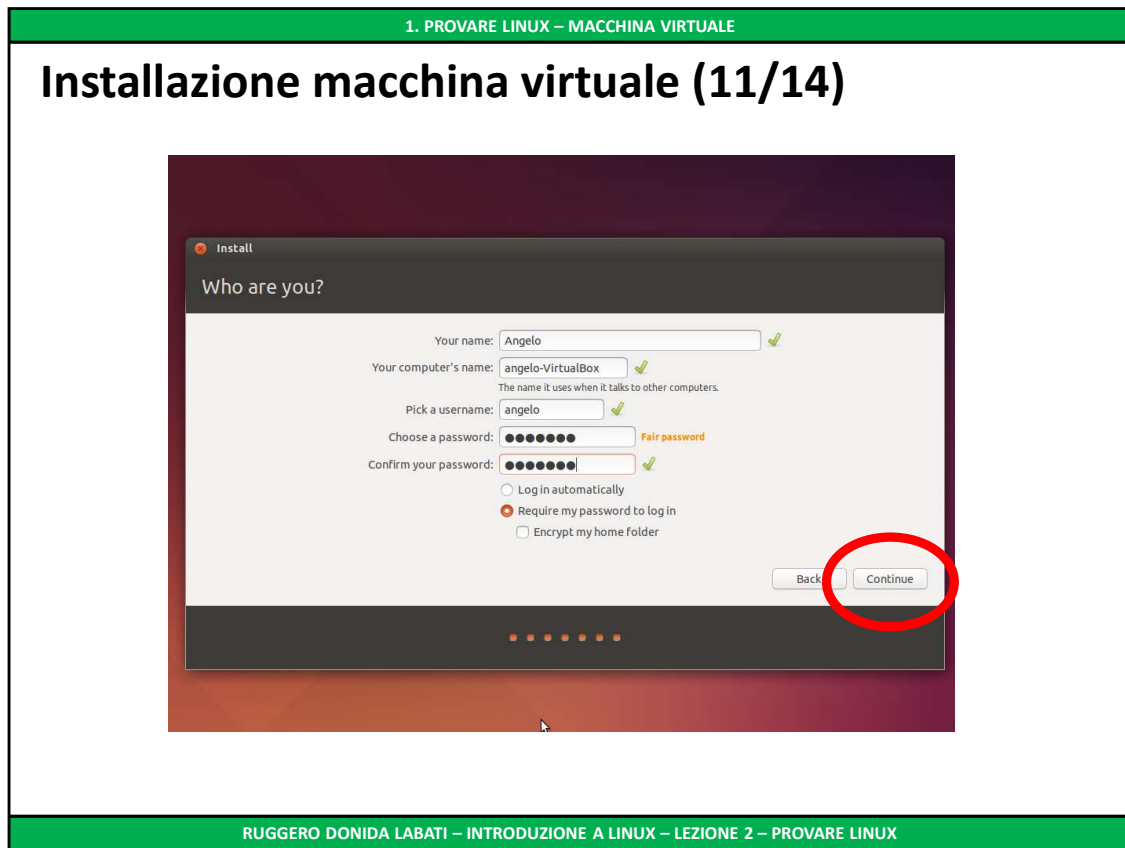 1. PROVARE LINUX – MACCHINA VIRTUALE
Installazione macchina virtuale (11/14)
Install
Who are you?
Your name: Angelo
Your computer's name: angelo-VirtualBox
The name it uses when it talks to other computers.
Pick a username: angelo
Choose a password: ●●●●●●● Fair password
Confirm your password: ●●●●●●●
Log in automatically
Require my password to log in
Encrypt my home folder
Back Continue
RUGGERO DONIDA LABATI – INTRODUZIONE A LINUX – LEZIONE 2 – PROVARE LINUX